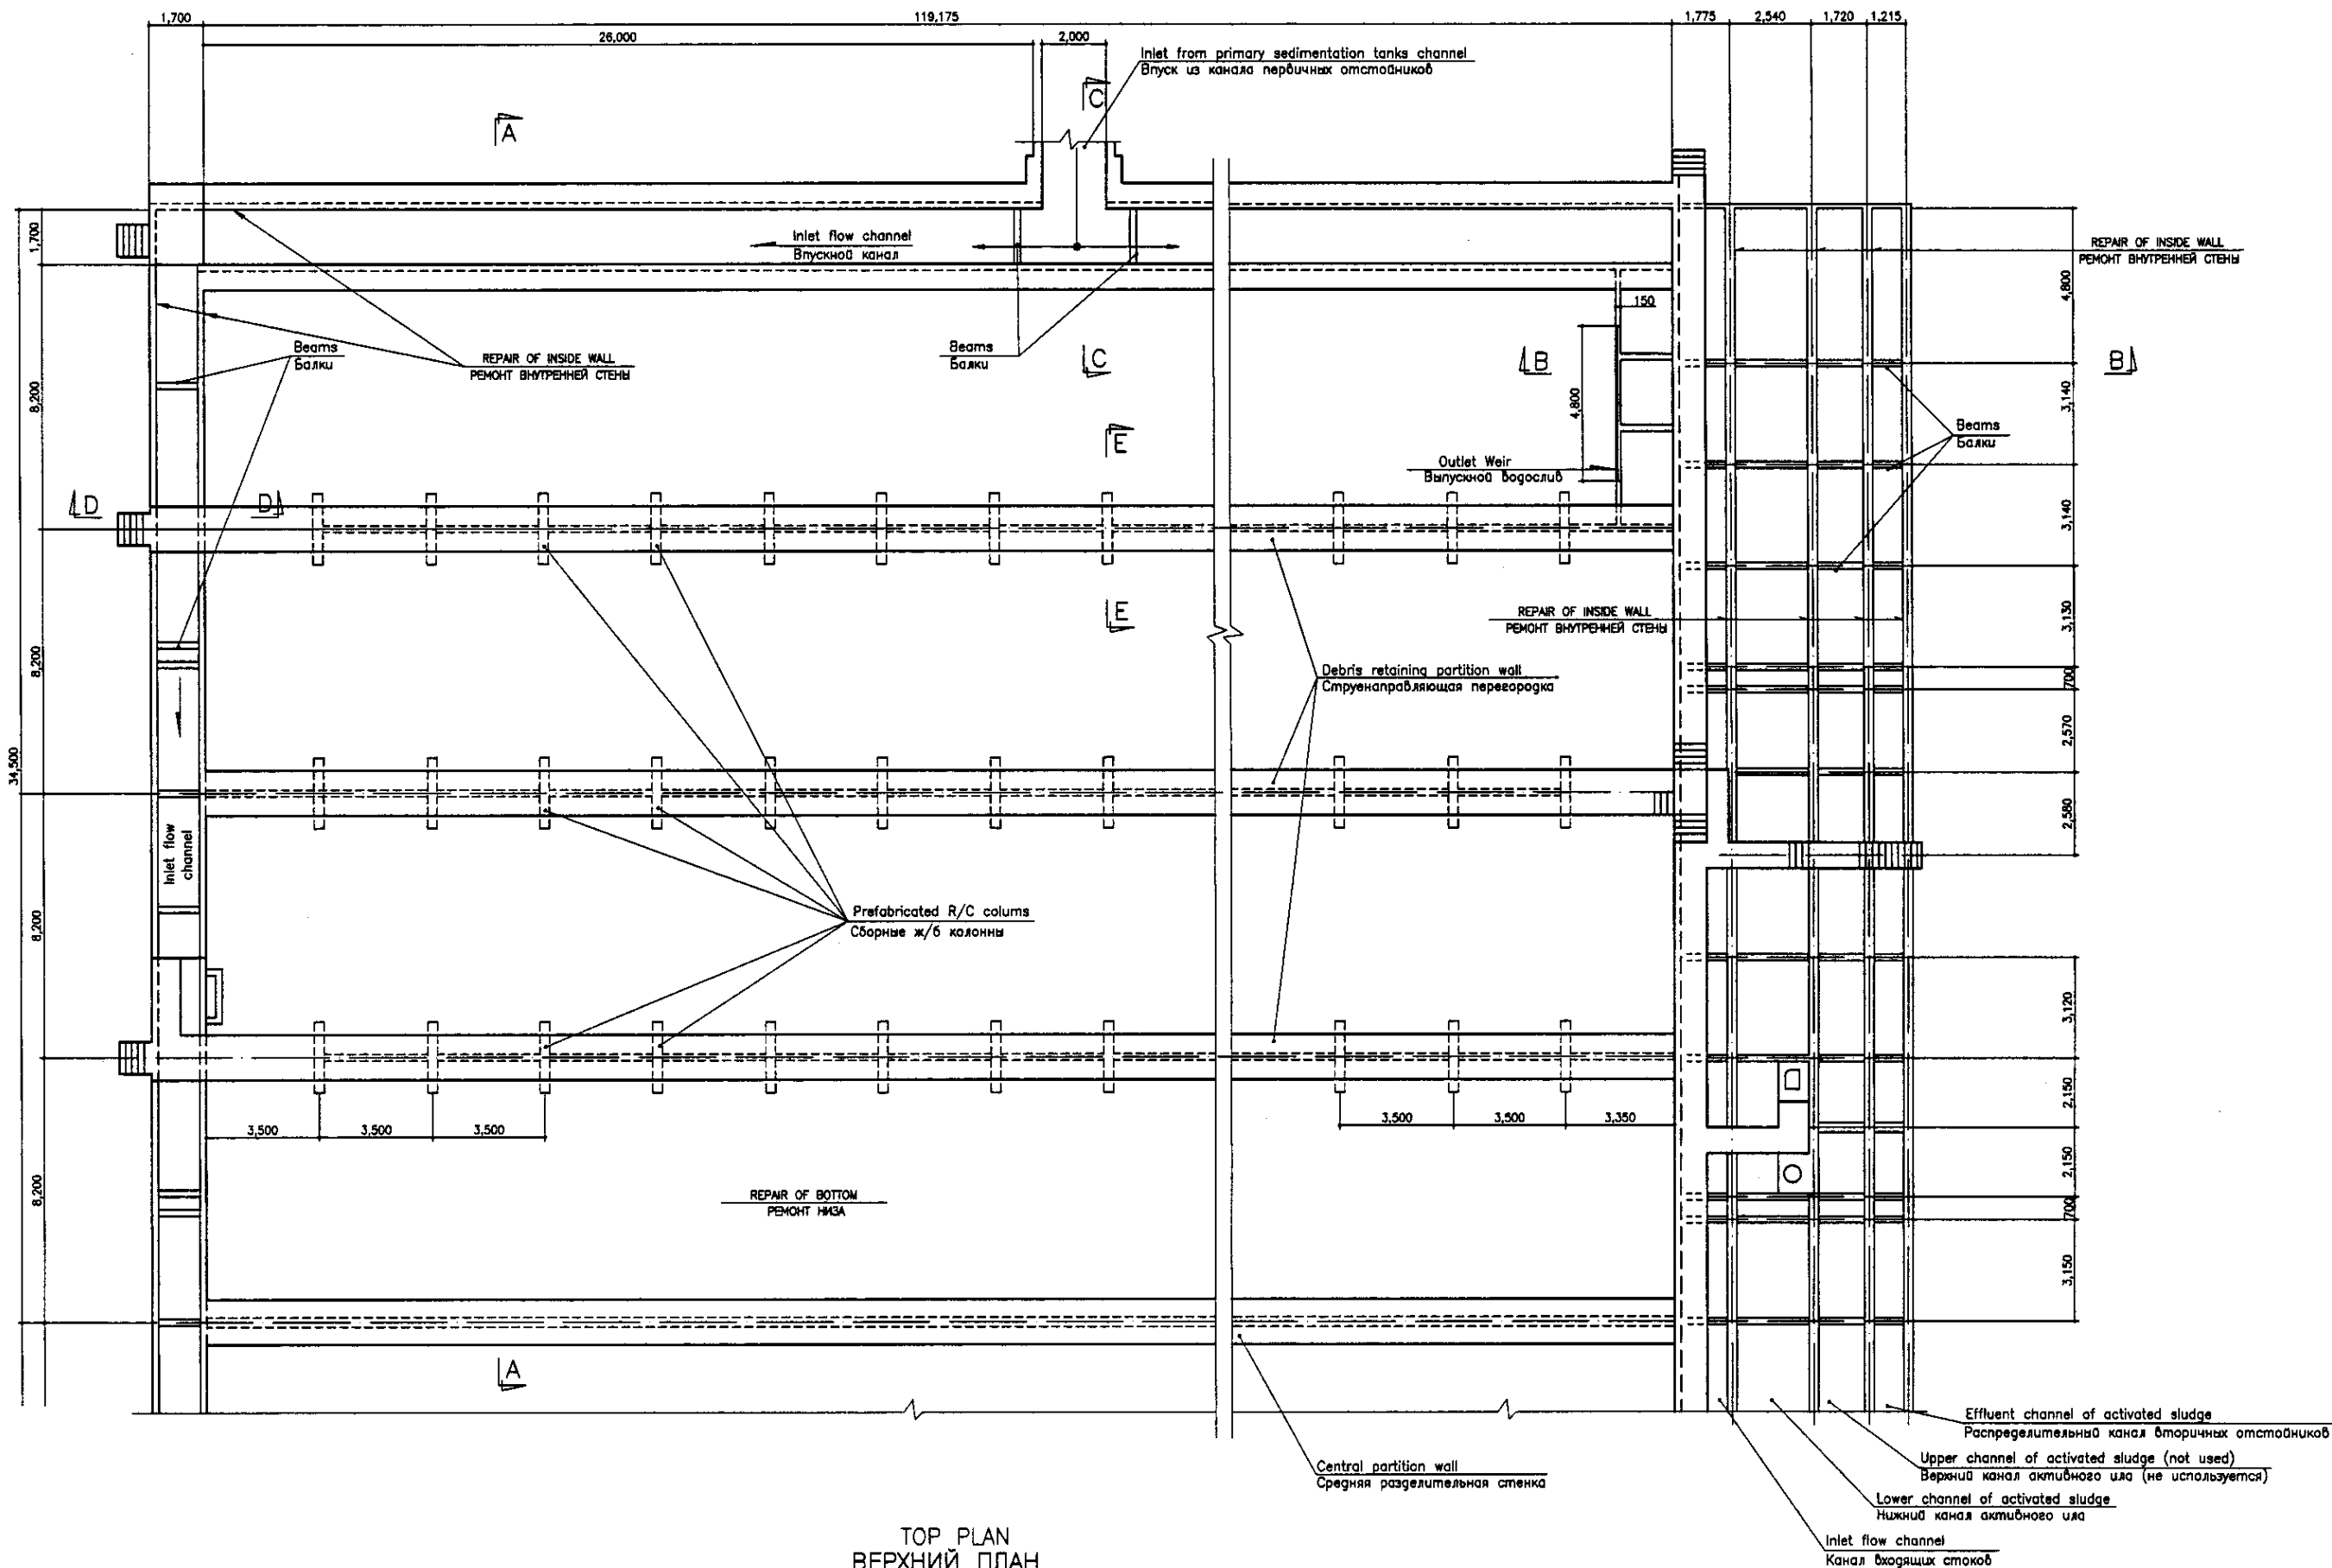 1,700
119,175
1,775
2,540
1,720
1,215
26,000
2,000
Inlet from primary sedimentation tanks channel
Впуск из канала первичных отстойников
C
A
1,700
Inlet flow channel
Впускной канал
REPAIR OF INSIDE WALL
РЕМОНТ ВНУТРЕННЕЙ СТЕНЫ
4,800
150
Beams
Балки
REPAIR OF INSIDE WALL
РЕМОНТ ВНУТРЕННЕЙ СТЕНЫ
Beams
Балки
C
B
B
8,200
4,800
3,140
Beams
Балки
E
Outlet Weir
Выпускной водослив
D
D
3,140
E
REPAIR OF INSIDE WALL
РЕМОНТ ВНУТРЕННЕЙ СТЕНЫ
3,130
8,200
Debris retaining partition wall
Струенаправляющая перегородка
700
2,570
34,500
2,580
Inlet flow
channel
Prefabricated R/C colums
Сборные ж/б колонны
8,200
3,120
2,150
3,500
3,500
3,500
3,500
3,500
3,350
2,150
8,200
REPAIR OF BOTTOM
РЕМОНТ НИЗА
700
3,150
A
Effluent channel of activated sludge
Распределительный канал вторичных отстойников
Central partition wall
Средняя разделительная стенка
Upper channel of activated sludge (not used)
Верхний канал активного ила (не используется)
Lower channel of activated sludge
Нижний канал активного ила
Inlet flow channel
Канал входящих стоков
TOP PLAN
ВЕРХНИЙ ПЛАН